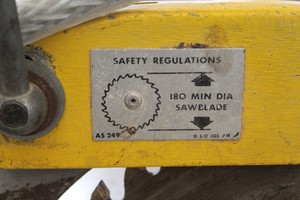 SAFETY REGULATIONS
180 MIN DIA
SAWBLADE
AS 249